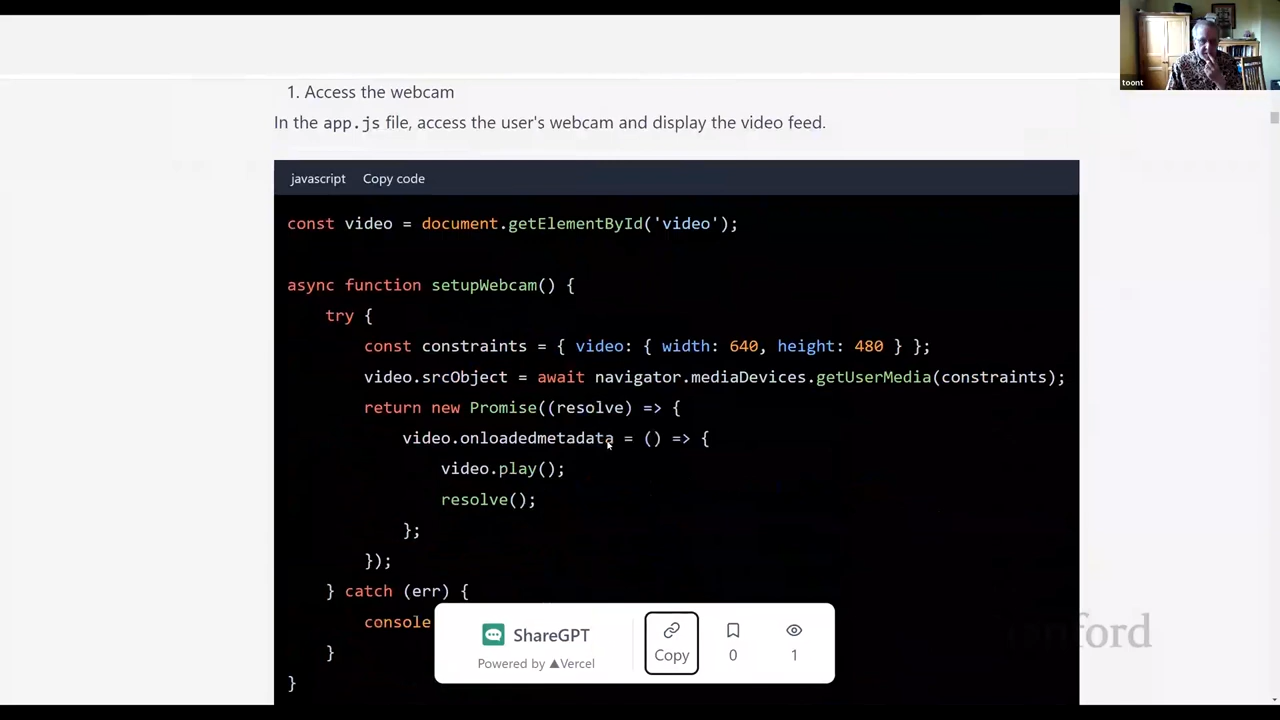 toont
1. Access the webcam
In the app.js file, access the user's webcam and display the video feed.
javascript Copy code
const video = document.getElementById('video');
async function setupWebcam() {
try {
const constraints = { video: { width: 640, height: 480 } };
video.srcObject = await navigator.mediaDevices.getUserMedia(constraints);
return new Promise((resolve) => {
video.onloadedmetadata = () => {
video.play();
resolve();
};
});
} catch (err) {
console
}
}
ShareGPT
Powered by ▲Vercel
Copy
0
1